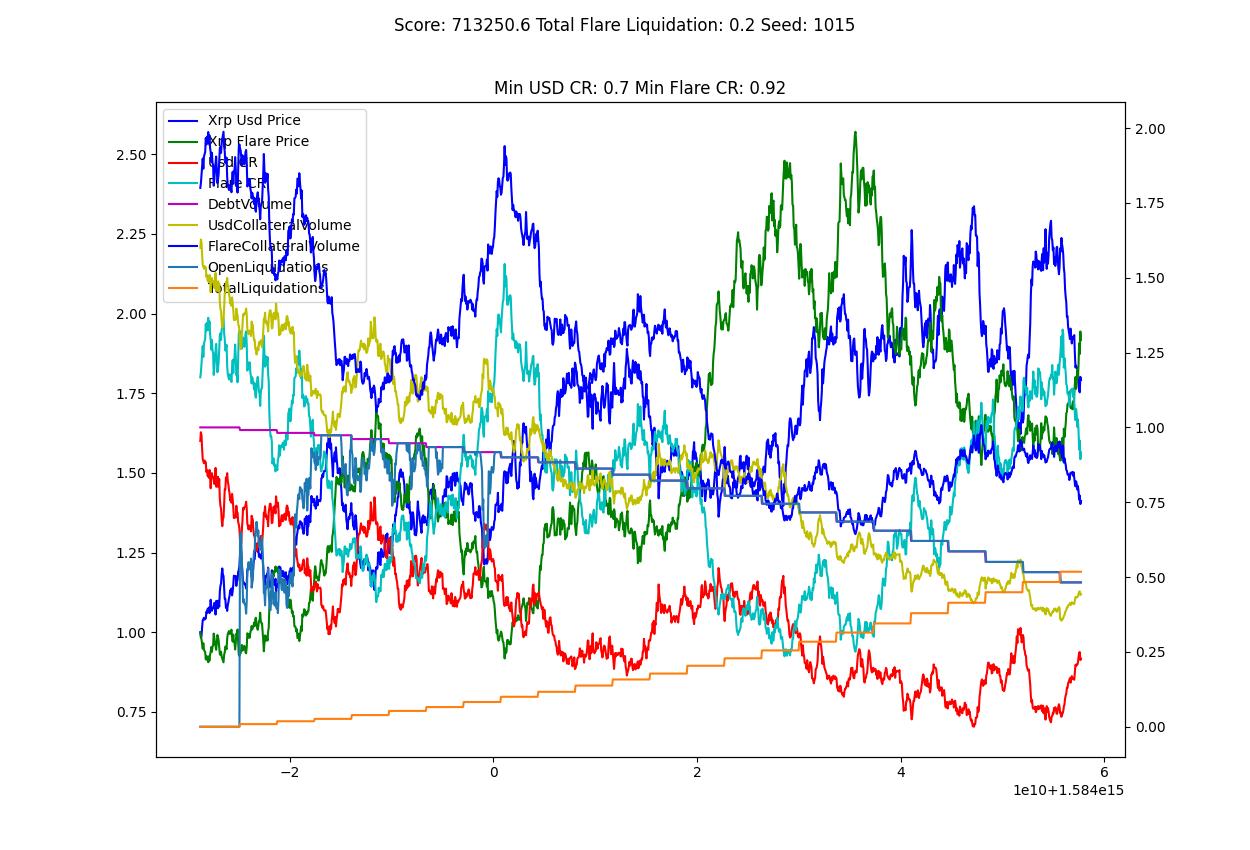 Score: 713250.6 Total Flare Liquidation: 0.2 Seed: 1015
Min USD CR: 0.7 Min Flare CR: 0.92
Xrp Usd Price
Xrp Flare Price
Usd CR
Flare CR
DebtVolume
UsdCollateralVolume
FlareCollateralVolume
OpenLiquidations
TotalLiquidations
2.50
2.25
2.00
1.75
1.50
1.25
1.00
0.75
2.00
1.75
1.50
1.25
1.00
0.75
0.50
0.25
0.00
−2 0 2 4 6
1e10+1.584e15